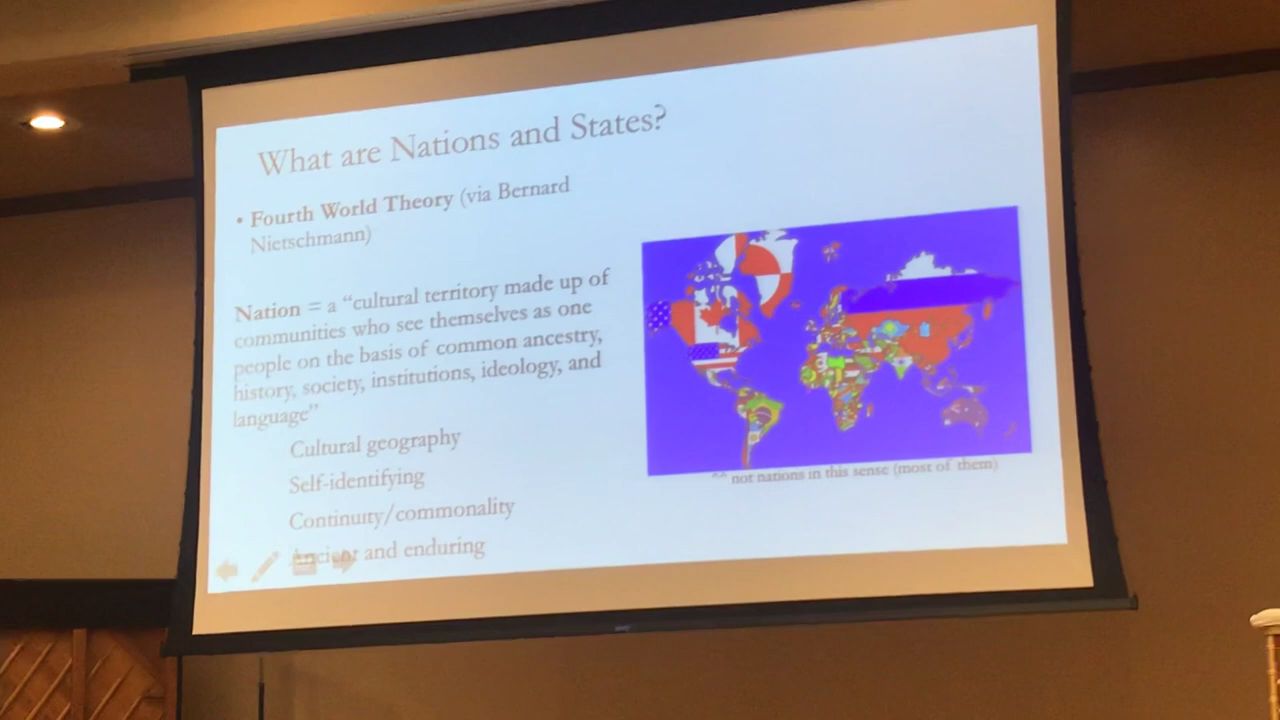 What are Nations and States?
• Fourth World Theory (via Bernard
Nietschmann)
Nation = a “cultural territory made up of
communities who see themselves as one
people on the basis of common ancestry,
history, society, institutions, ideology, and
language”
Cultural geography
Self-identifying
Continuity/commonality
Ancient and enduring
^^ not nations in this sense (most of them)